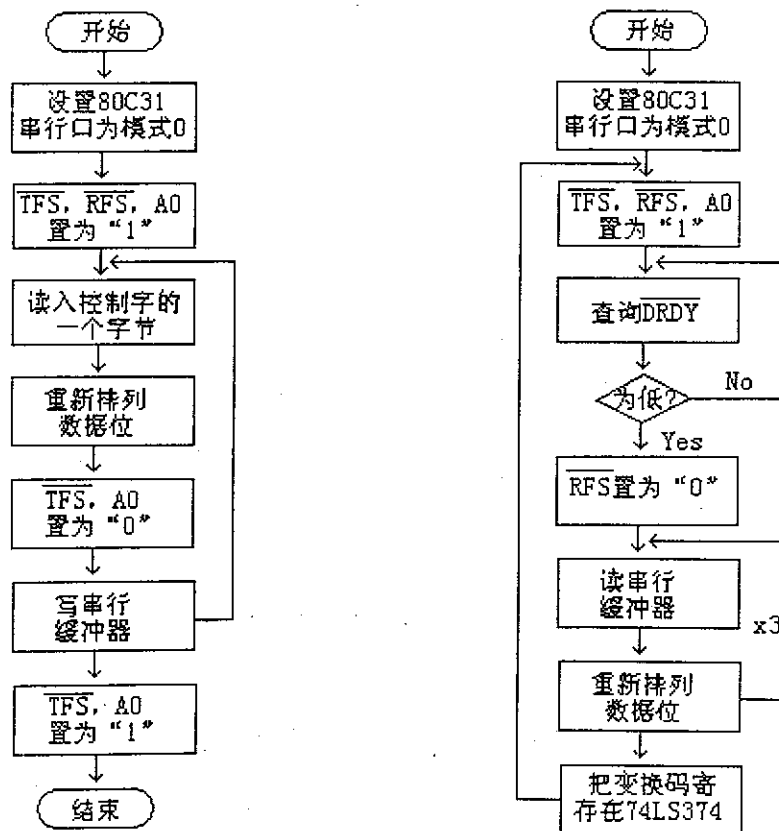 开始
设置80C31
串行口为模式0
TFS, RFS, A0
置为 "1"
读入控制字的
一个字节
重新排列
数据位
TFS, A0
置为 "0"
写串行
缓冲器
TFS, A0
置为 "1"
结束
开始
设置80C31
串行口为模式0
TFS, RFS, A0
置为 "1"
查询DRDY
为低?
No
Yes
RFS置为 "0"
读串行
缓冲器
x3
重新排列
数据位
把变换码寄
存在74LS374